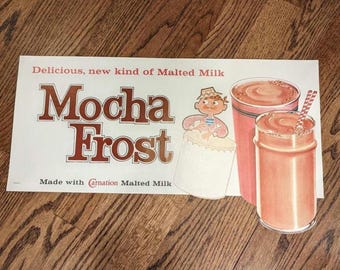 Delicious, new kind of Malted Milk
Mocha
Frost
Made with Carnation Malted Milk